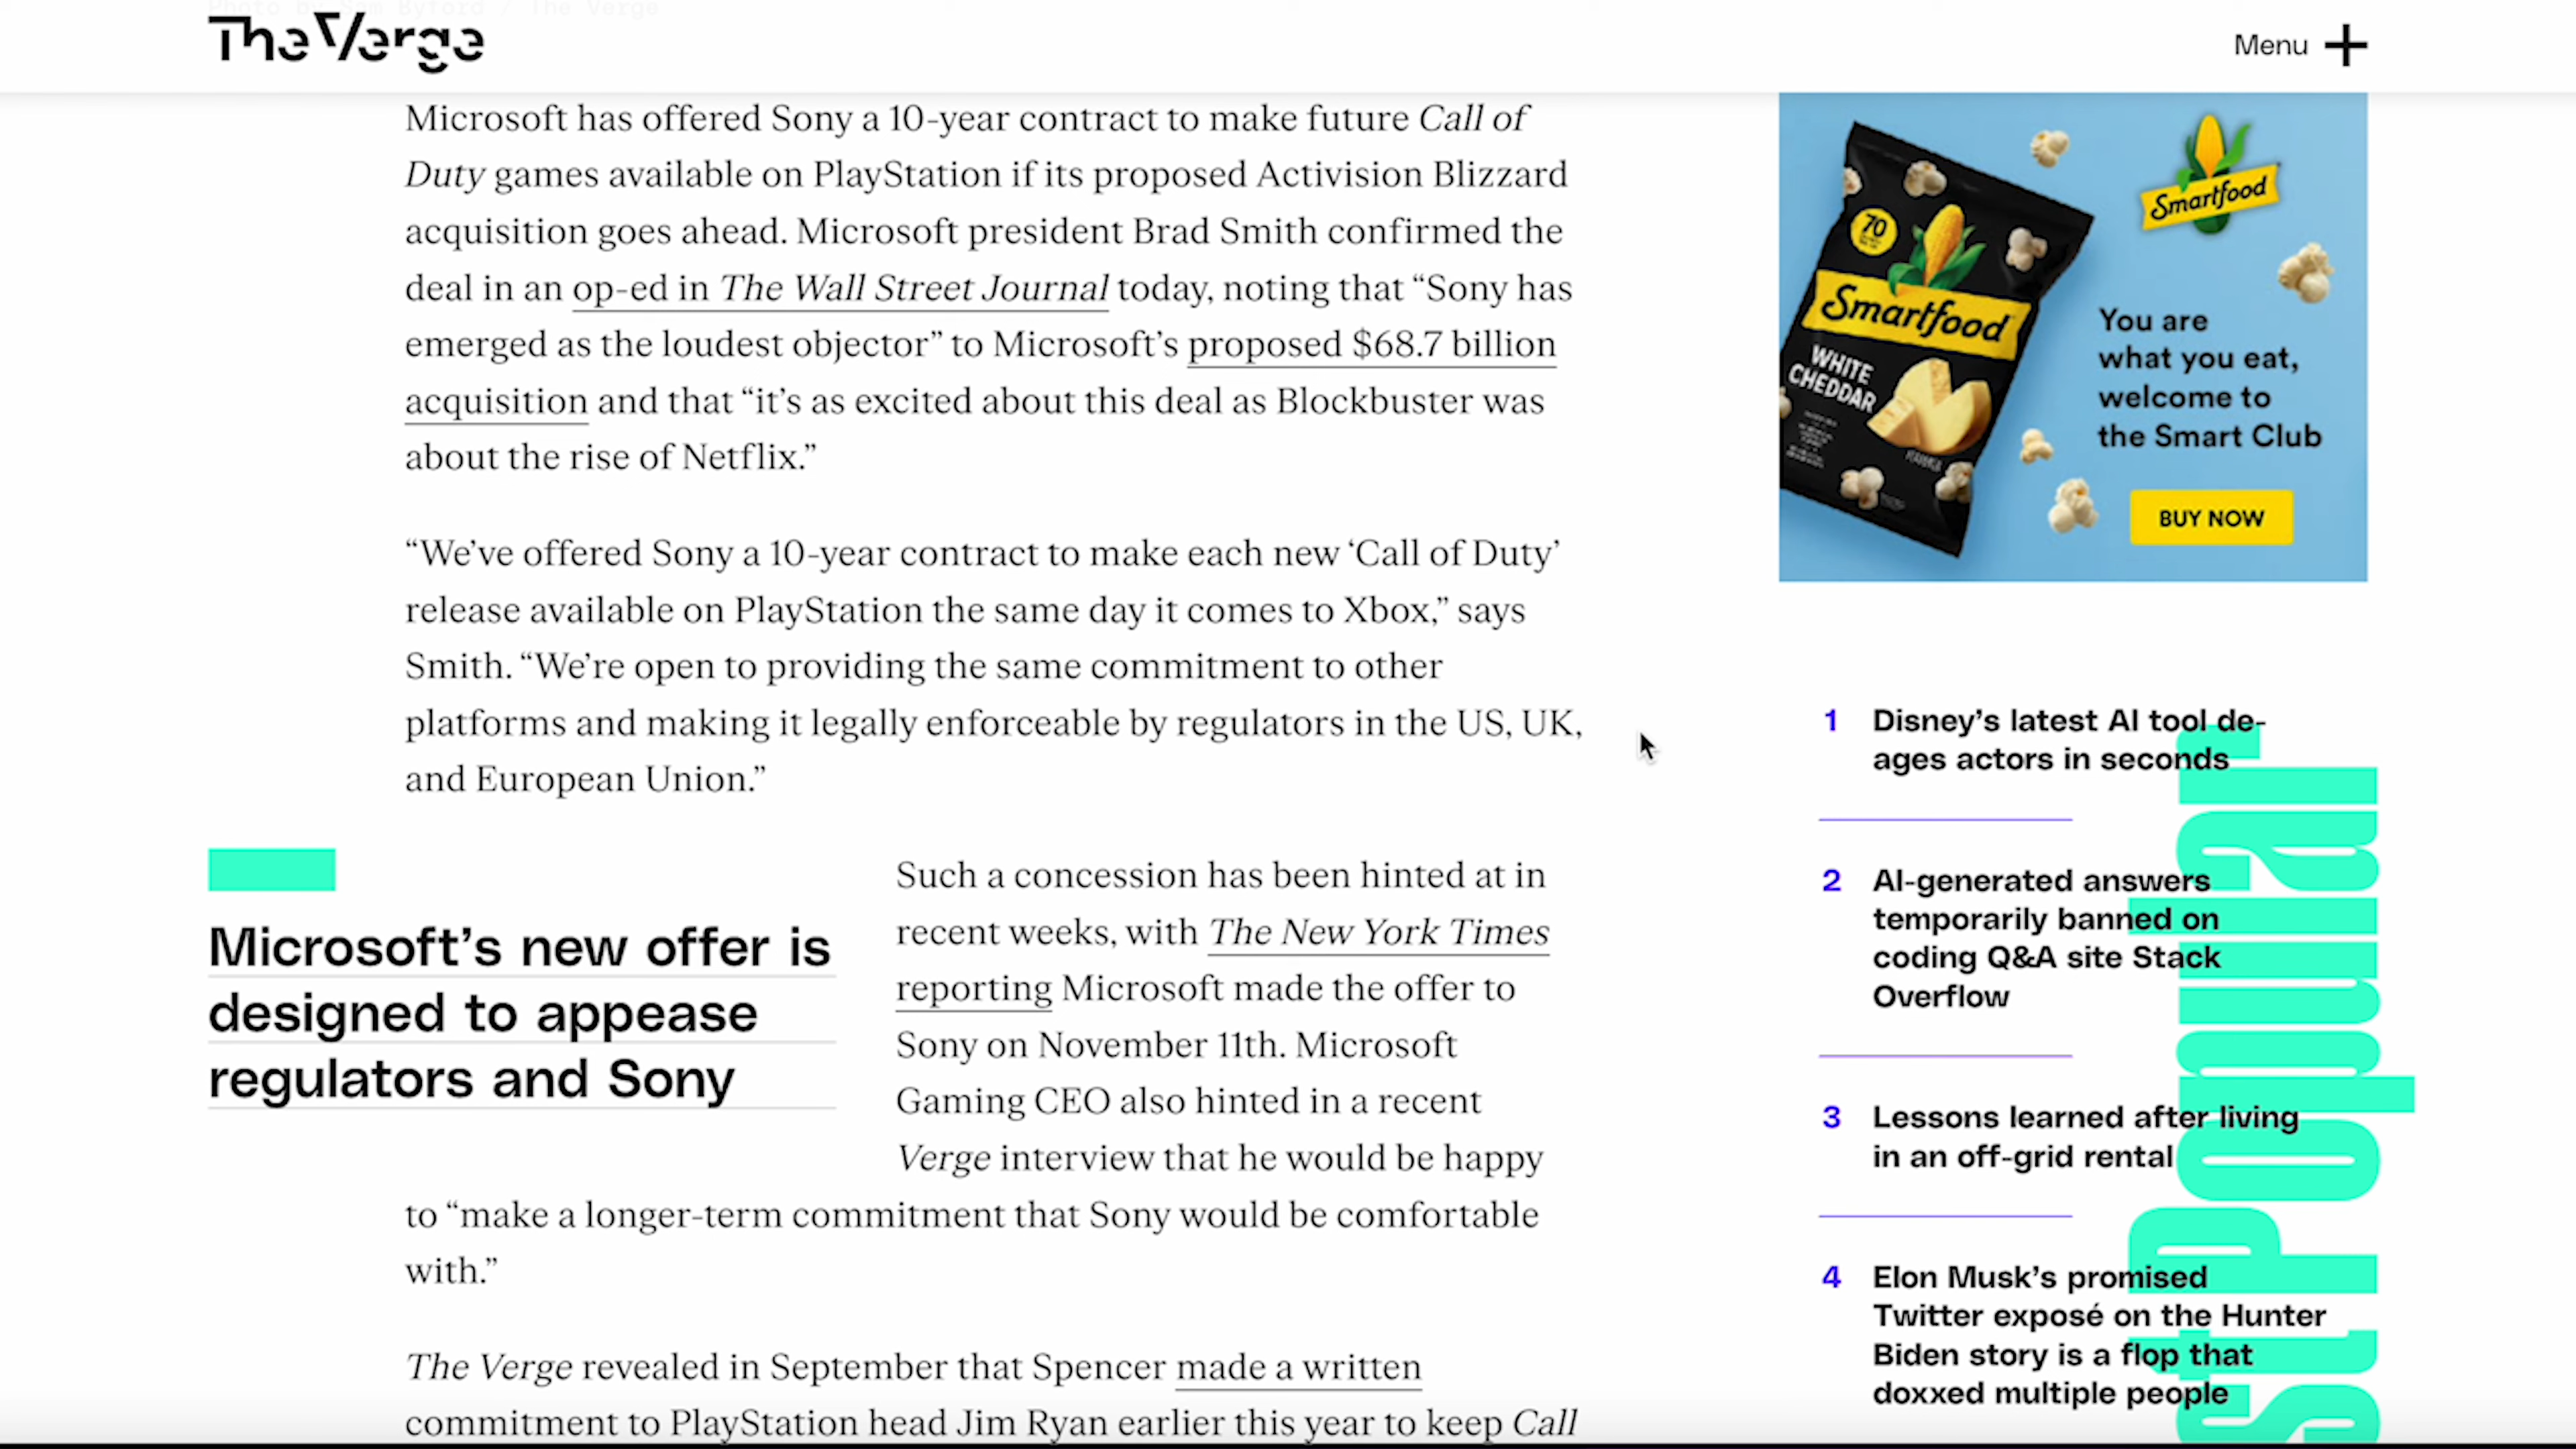 Photo by Sam Byford / The Verge
The Verge
Menu
Microsoft has offered Sony a 10-year contract to make future Call of
Duty games available on PlayStation if its proposed Activision Blizzard
acquisition goes ahead. Microsoft president Brad Smith confirmed the
deal in an op-ed in The Wall Street Journal today, noting that “Sony has
emerged as the loudest objector” to Microsoft’s proposed $68.7 billion
acquisition and that “it’s as excited about this deal as Blockbuster was
about the rise of Netflix.”
“We’ve offered Sony a 10-year contract to make each new ‘Call of Duty’
release available on PlayStation the same day it comes to Xbox,” says
Smith. “We’re open to providing the same commitment to other
platforms and making it legally enforceable by regulators in the US, UK,
and European Union.”
Microsoft’s new offer is
designed to appease
regulators and Sony
Such a concession has been hinted at in
recent weeks, with The New York Times
reporting Microsoft made the offer to
Sony on November 11th. Microsoft
Gaming CEO also hinted in a recent
Verge interview that he would be happy
to “make a longer-term commitment that Sony would be comfortable
with.”
The Verge revealed in September that Spencer made a written
commitment to PlayStation head Jim Ryan earlier this year to keep Call
70
Smartfood
WHITE
CHEDDAR
Smartfood
You are
what you eat,
welcome to
the Smart Club
BUY NOW
1 Disney’s latest AI tool de-
ages actors in seconds
2 AI-generated answers
temporarily banned on
coding Q&A site Stack
Overflow
3 Lessons learned after living
in an off-grid rental
4 Elon Musk’s promised
Twitter exposé on the Hunter
Biden story is a flop that
doxxed multiple people
st Popular